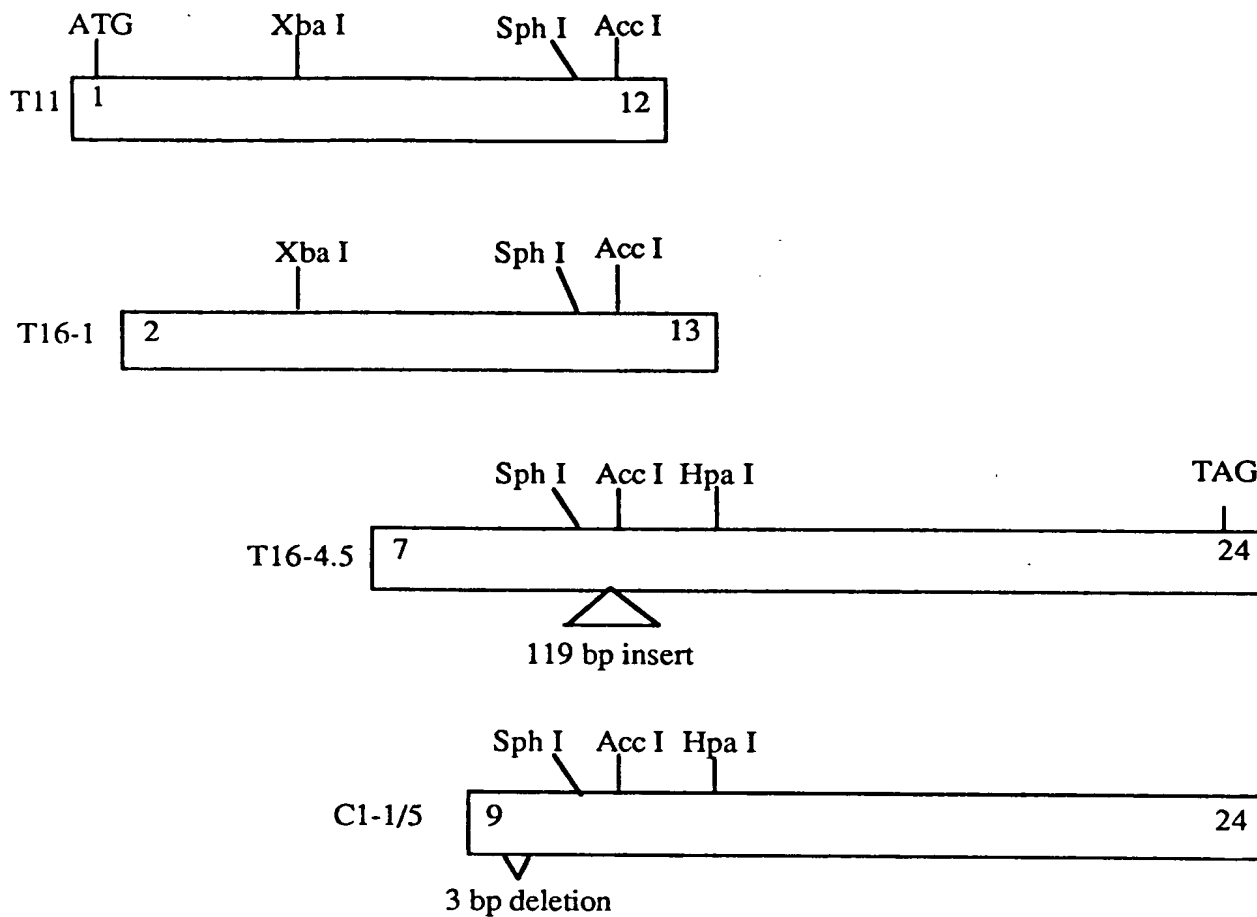 ATG Xba I Sph I Acc I
T11 1 12
Xba I Sph I Acc I
T16-1 2 13
Sph I Acc I Hpa I TAG
T16-4.5 7 24
119 bp insert
Sph I Acc I Hpa I
C1-1/5 9 24
3 bp deletion